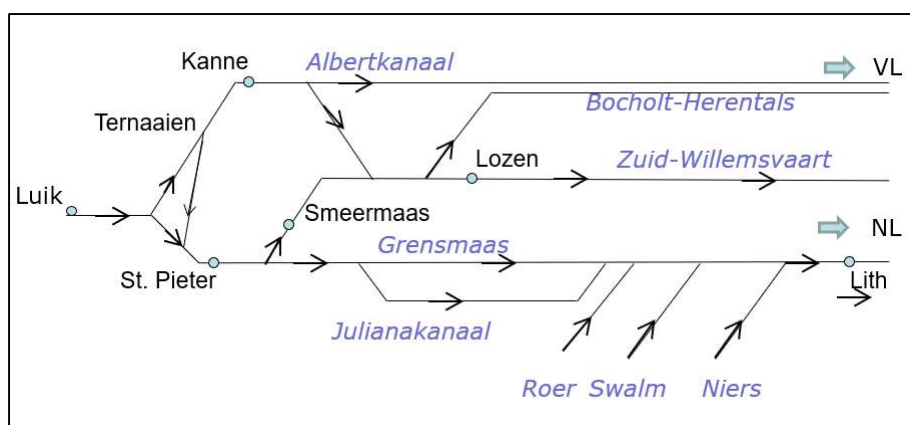 Kanne
Albertkanaal
VL
Bocholt-Herentals
Ternaaien
Lozen
Zuid-Willemsvaart
Luik
Smeermaas
NL
Grensmaas
St. Pieter
Lith
Julianakanaal
Roer
Swalm
Niers